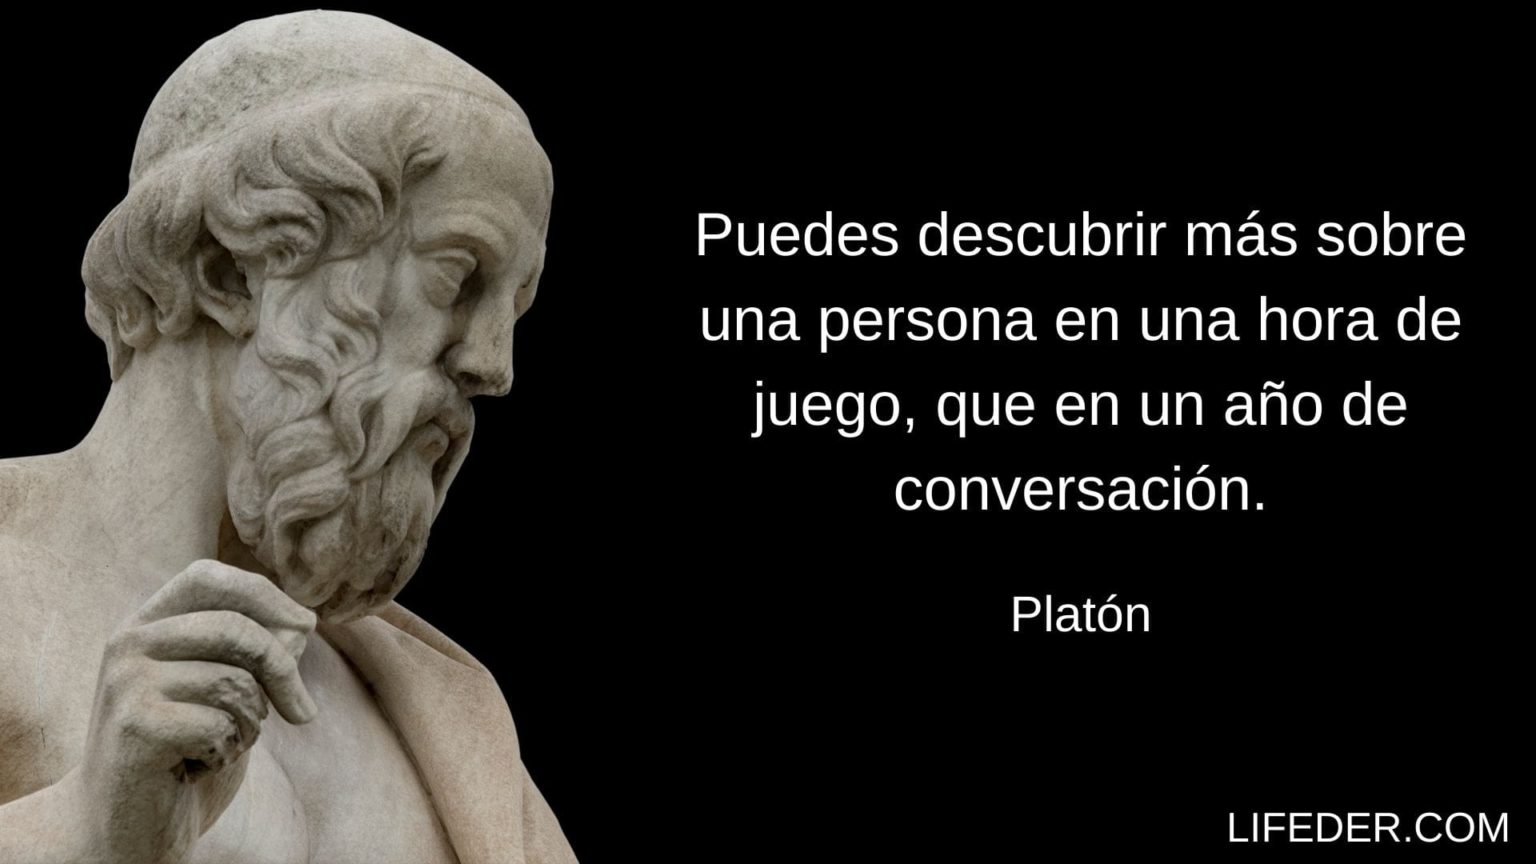 Puedes descubrir más sobre
una persona en una hora de
juego, que en un año de
conversación.
Platón
LIFEDER.COM